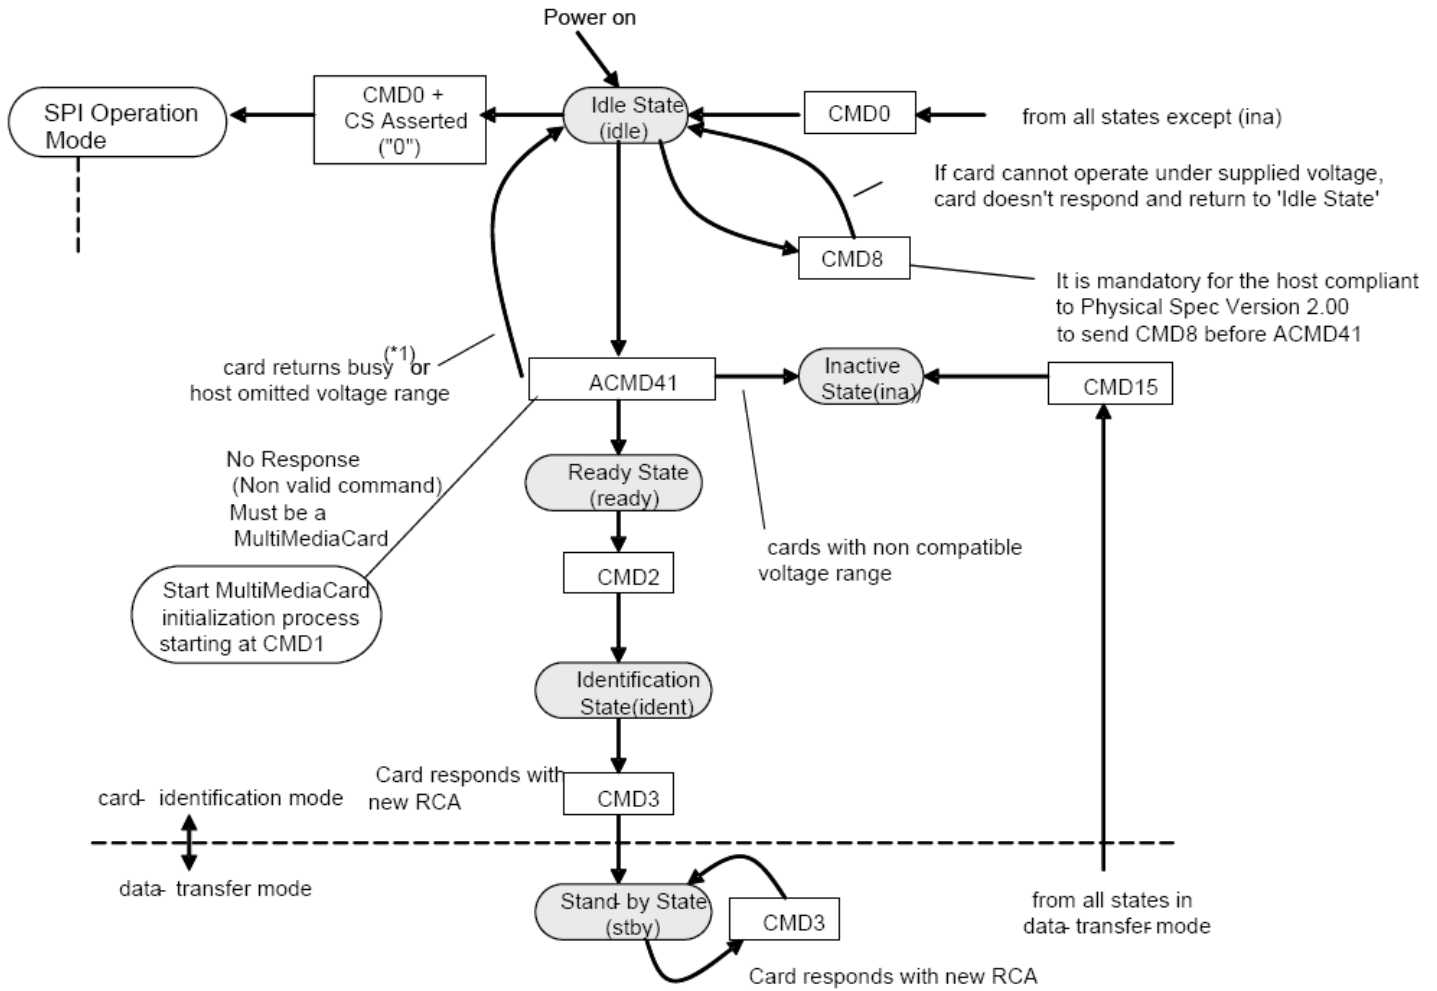 Power on
SPI Operation
Mode
CMD0 +
CS Asserted
("0")
Idle State
(idle)
CMD0
from all states except (ina)
If card cannot operate under supplied voltage,
card doesn't respond and return to 'Idle State'
CMD8
It is mandatory for the host compliant
to Physical Spec Version 2.00
to send CMD8 before ACMD41
card returns busy(*1) or
host omitted voltage range
ACMD41
Inactive
State(ina)
CMD15
No Response
(Non valid command)
Must be a
MultiMediaCard
Ready State
(ready)
cards with non compatible
voltage range
Start MultiMediaCard
initialization process
starting at CMD1
CMD2
Identification
State(ident)
Card responds with
new RCA
CMD3
card- identification mode
data- transfer mode
Stand- by State
(stby)
CMD3
Card responds with new RCA
from all states in
data- transfer mode